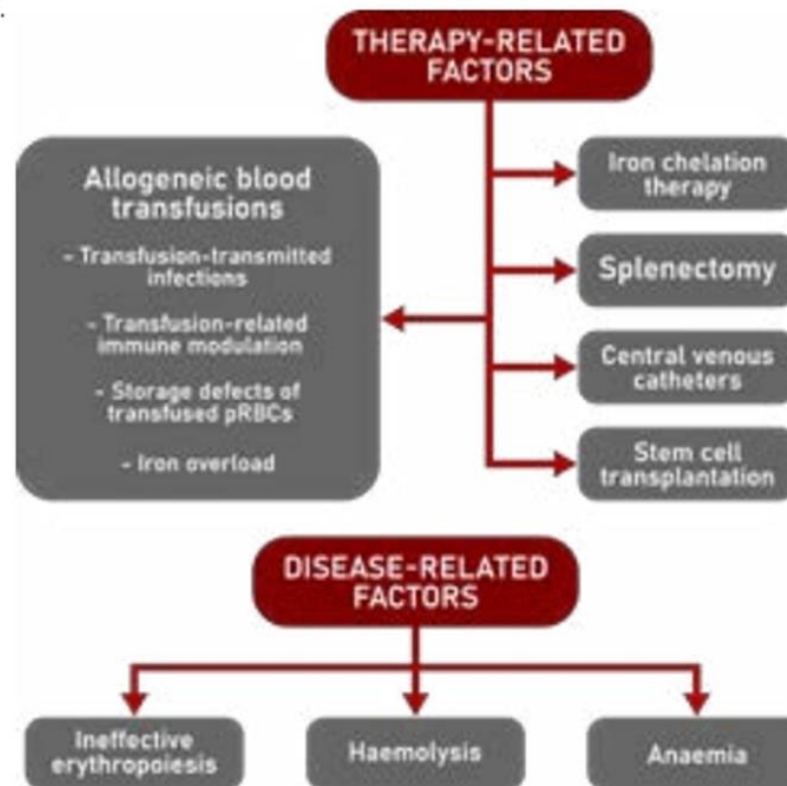 THERAPY-RELATED
FACTORS
Allogeneic blood
transfusions
- Transfusion-transmitted
infections
- Transfusion-related
immune modulation
- Storage defects of
transfused pRBCs
- Iron overload
Iron chelation
therapy
Splenectomy
Central venous
catheters
Stem cell
transplantation
DISEASE-RELATED
FACTORS
Ineffective
erythropoiesis
Haemolysis
Anaemia